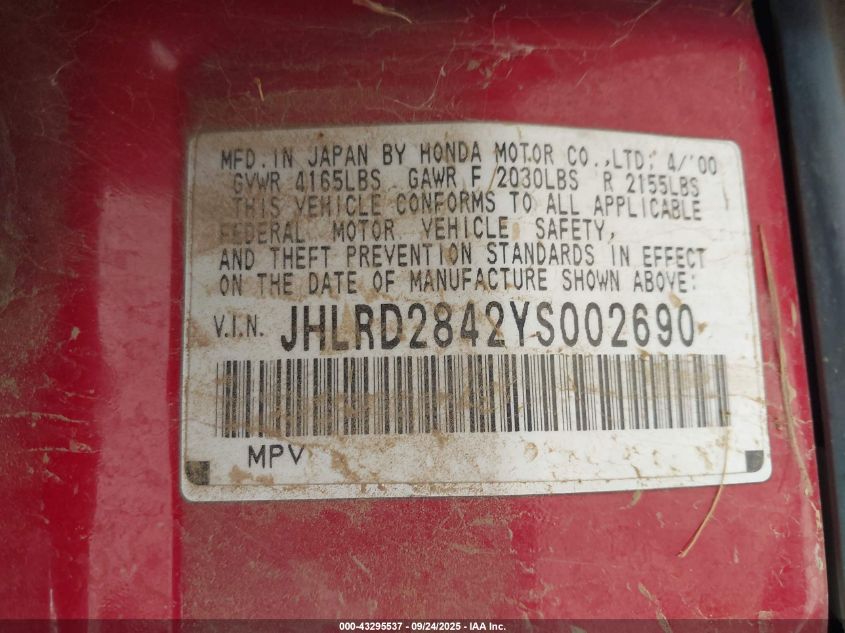 MFD. IN JAPAN BY HONDA MOTOR CO., LTD; 4/'00
GVWR 4165LBS GAWR F 2030LBS R 2155LBS
THIS VEHICLE CONFORMS TO ALL APPLICABLE
FEDERAL MOTOR VEHICLE SAFETY,
AND THEFT PREVENTION STANDARDS IN EFFECT
ON THE DATE OF MANUFACTURE SHOWN ABOVE:
V.I.N. JHLRD2842YS002690
MPV
000-43295537 - 09/24/2025 - IAA Inc.